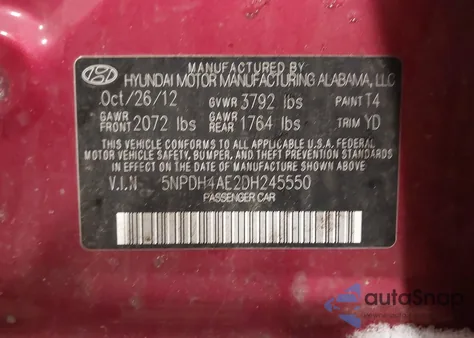 MANUFACTURED BY
HYUNDAI MOTOR MANUFACTURING ALABAMA, LLC
Oct/26/12 GVWR 3792 lbs PAINT T4
GAWR FRONT 2072 lbs GAWR REAR 1764 lbs TRIM YD
THIS VEHICLE CONFORMS TO ALL APPLICABLE U.S.A. FEDERAL
MOTOR VEHICLE SAFETY, BUMPER, AND THEFT PREVENTION STANDARDS
IN EFFECT ON THE DATE OF MANUFACTURE SHOWN ABOVE.
V.I.N. 5NPDH4AE2DH245550
PASSENGER CAR
autoSnap